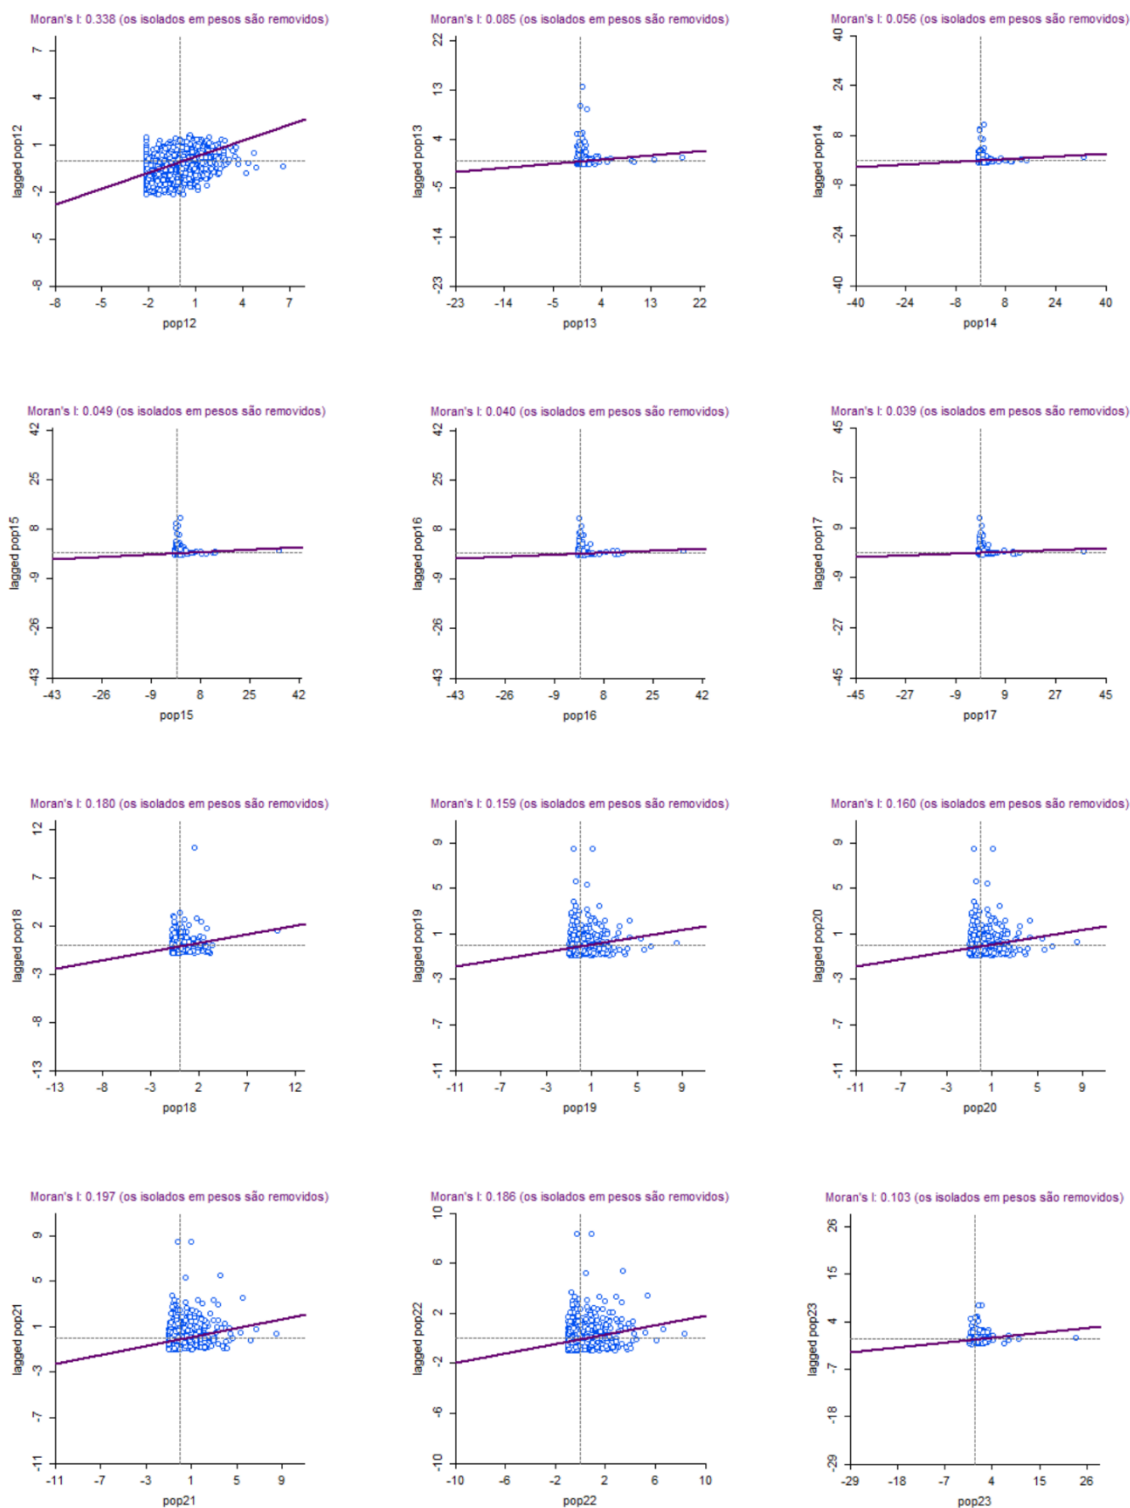 Moran's I: 0.338 (os isolados em pesos são removidos)
7
4
1
-2
-5
-8
lagged pop12
-8 -5 -2 1 4 7
pop12
Moran's I: 0.085 (os isolados em pesos são removidos)
22
13
4
-5
-14
-23
lagged pop13
-23 -14 -5 4 13 22
pop13
Moran's I: 0.056 (os isolados em pesos são removidos)
40
24
8
-8
-24
-40
lagged pop14
-40 -24 -8 8 24 40
pop14
Moran's I: 0.049 (os isolados em pesos são removidos)
42
25
8
-9
-26
-43
lagged pop15
-43 -26 -9 8 25 42
pop15
Moran's I: 0.040 (os isolados em pesos são removidos)
42
25
8
-9
-26
-43
lagged pop16
-43 -26 -9 8 25 42
pop16
Moran's I: 0.039 (os isolados em pesos são removidos)
45
27
9
-9
-27
-45
lagged pop17
-45 -27 -9 9 27 45
pop17
Moran's I: 0.180 (os isolados em pesos são removidos)
12
7
2
-3
-8
-13
lagged pop18
-13 -8 -3 2 7 12
pop18
Moran's I: 0.159 (os isolados em pesos são removidos)
9
5
1
-3
-7
-11
lagged pop19
-11 -7 -3 1 5 9
pop19
Moran's I: 0.160 (os isolados em pesos são removidos)
9
5
1
-3
-7
-11
lagged pop20
-11 -7 -3 1 5 9
pop20
Moran's I: 0.197 (os isolados em pesos são removidos)
9
5
1
-3
-7
-11
lagged pop21
-11 -7 -3 1 5 9
pop21
Moran's I: 0.186 (os isolados em pesos são removidos)
10
6
2
-2
-6
-10
lagged pop22
-10 -6 -2 2 6 10
pop22
Moran's I: 0.103 (os isolados em pesos são removidos)
26
15
4
-7
-18
-29
lagged pop23
-29 -18 -7 4 15 26
pop23